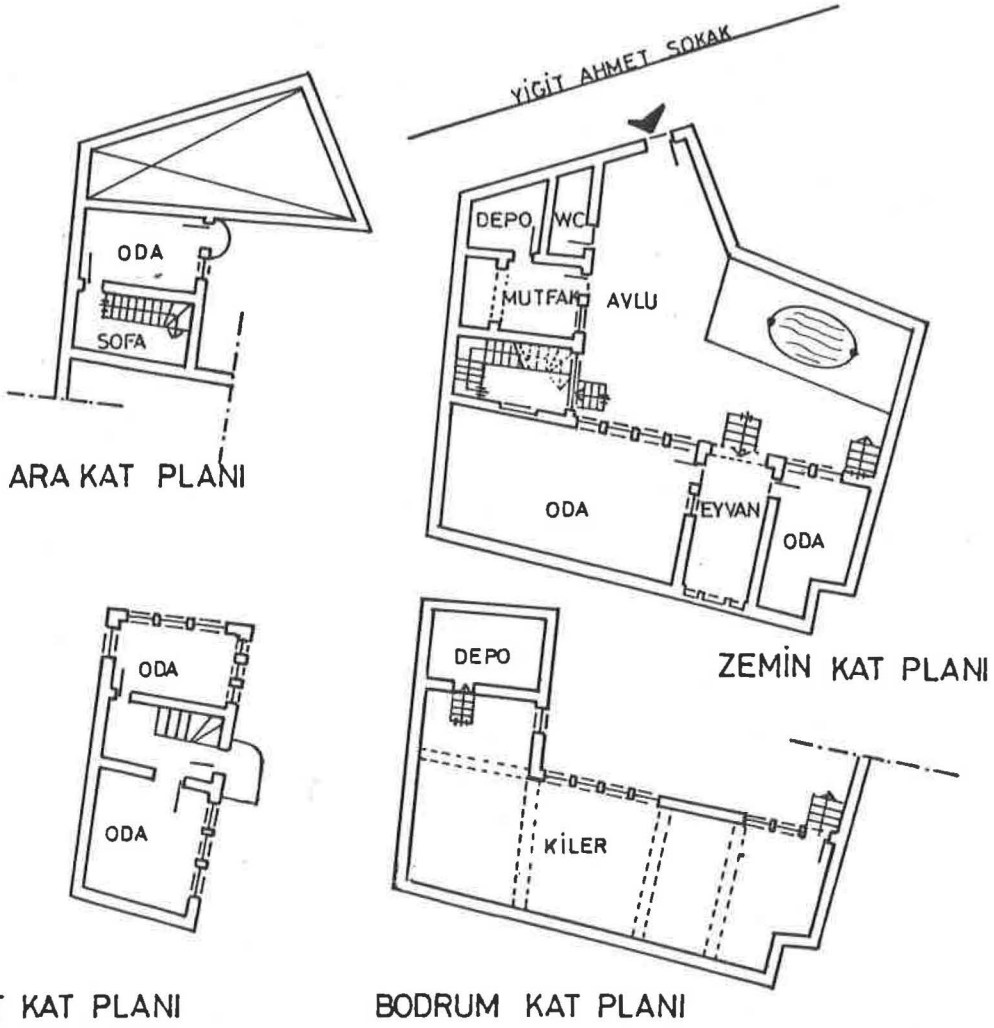 YİGİT AHMET SOKAK
ODA
SOFA
ARA KAT PLANI
DEPO
WC
MUTFAK
AVLU
ODA
EYVAN
ODA
ZEMİN KAT PLANI
ODA
ODA
KAT PLANI
DEPO
KİLER
BODRUM KAT PLANI